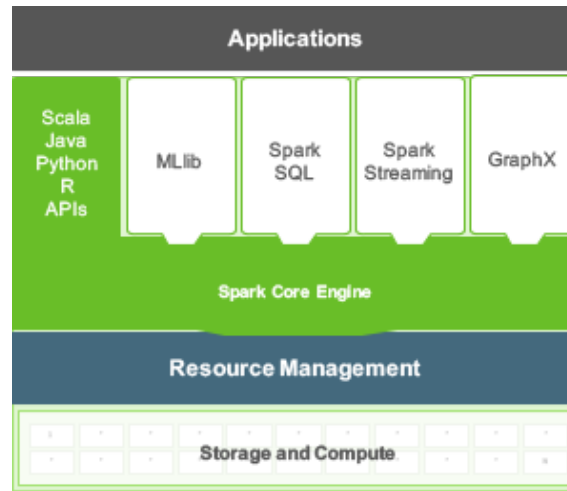 Applications
Scala
Java
Python
R
APIs
MLlib
Spark
SQL
Spark
Streaming
GraphX
Spark Core Engine
Resource Management
Storage and Compute